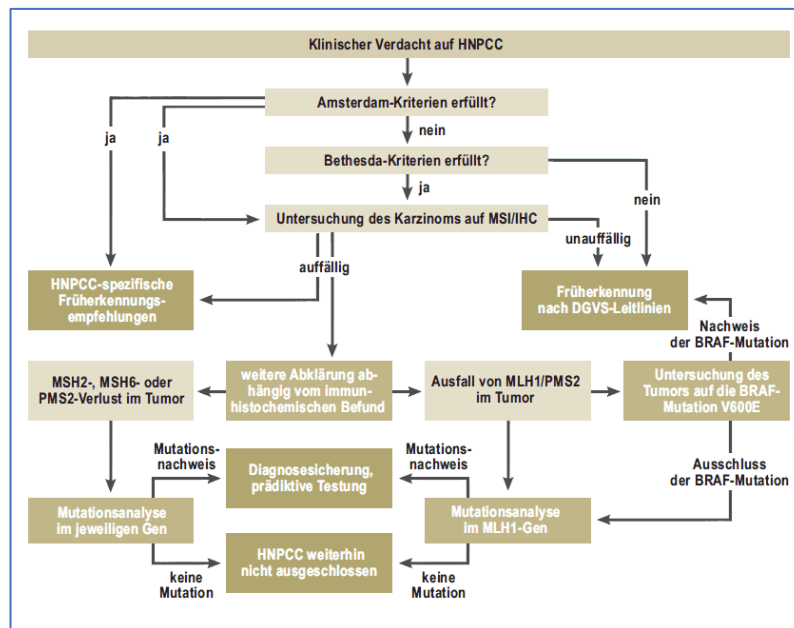 Klinischer Verdacht auf HNPCC
Amsterdam-Kriterien erfüllt?
ja
ja
nein
Bethesda-Kriterien erfüllt?
ja
nein
Untersuchung des Karzinoms auf MSI/IHC
unauffällig
auffällig
HNPCC-spezifische
Früherkennungs-
empfehlungen
Früherkennung
nach DGVS-Leitlinien
Nachweis
der BRAF-Mutation
MSH2-, MSH6- oder
PMS2-Verlust im Tumor
weitere Abklärung ab-
hängig vom immun-
histochemischen Befund
Ausfall von MLH1/PMS2
im Tumor
Untersuchung des
Tumors auf die BRAF-
Mutation V600E
Mutations-
nachweis
Diagnosesicherung,
prädiktive Testung
Mutations-
nachweis
Ausschluss
der BRAF-Mutation
Mutationsanalyse
im jeweiligen Gen
Mutationsanalyse
im MLH1-Gen
HNPCC weiterhin
nicht ausgeschlossen
keine
Mutation
keine
Mutation